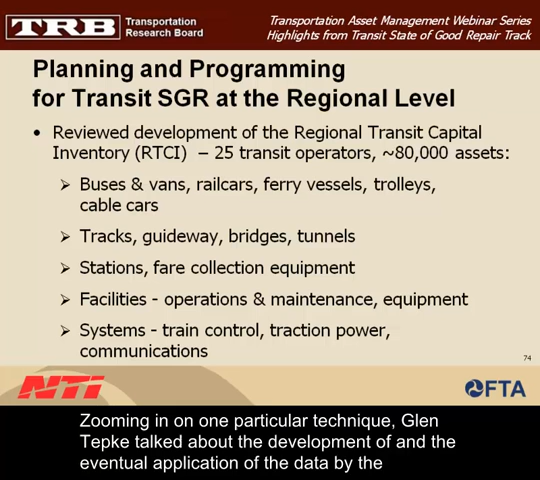 TRB
Transportation
Research Board
Transportation Asset Management Webinar Series
Highlights from Transit State of Good Repair Track
Planning and Programming
for Transit SGR at the Regional Level
• Reviewed development of the Regional Transit Capital
Inventory (RTCI) – 25 transit operators, ~80,000 assets:
➢ Buses & vans, railcars, ferry vessels, trolleys,
cable cars
➢ Tracks, guideway, bridges, tunnels
➢ Stations, fare collection equipment
➢ Facilities - operations & maintenance, equipment
➢ Systems - train control, traction power,
communications
74
NTI
FTA
Zooming in on one particular technique, Glen
Tepke talked about the development of and the
eventual application of the data by the